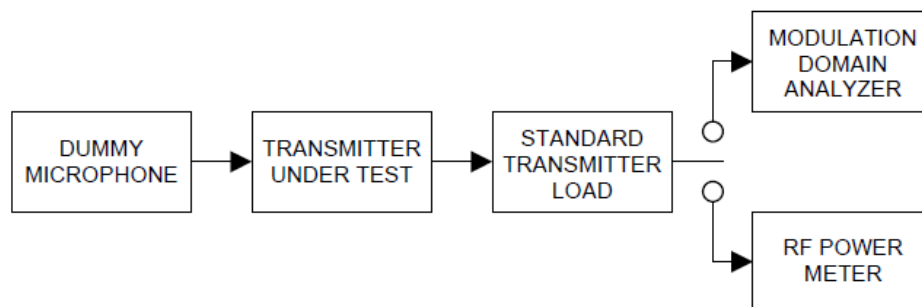 DUMMY
MICROPHONE
TRANSMITTER
UNDER TEST
STANDARD
TRANSMITTER
LOAD
MODULATION
DOMAIN
ANALYZER
RF POWER
METER